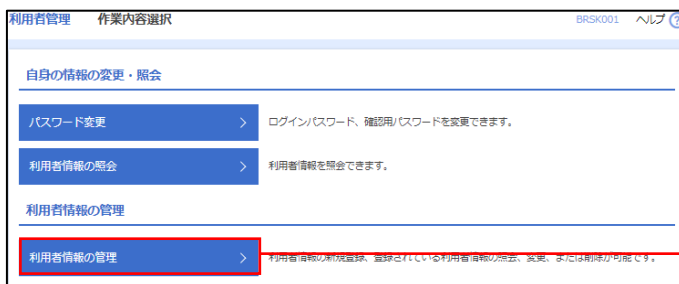 利用者管理 作業内容選択 BRSK001 ヘルプ ?
自身の情報の変更・照会
パスワード変更 ログインパスワード、確認用パスワードを変更できます。
利用者情報の照会 利用者情報を照会できます。
利用者情報の管理
利用者情報の管理 利用者情報の新規登録、登録されている利用者情報の照会、変更、または削除が可能です。